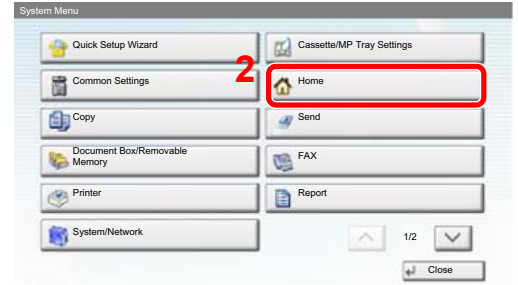 System Menu
Quick Setup Wizard
Cassette/MP Tray Settings
2
Common Settings
Home
Copy
Send
Document Box/Removable
Memory
FAX
Printer
Report
System/Network
1/2
Close